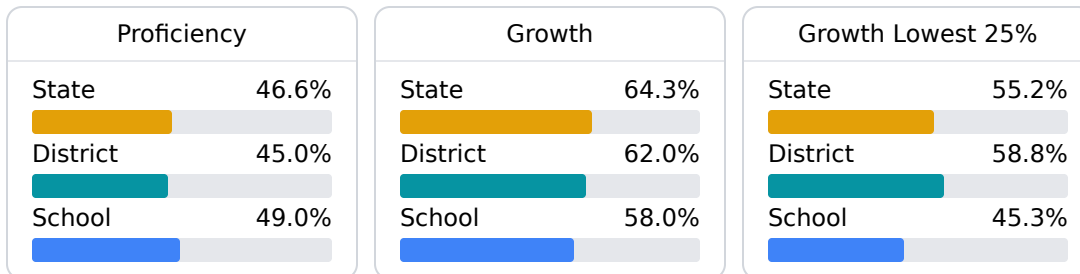 Proficiency
State 46.6%
District 45.0%
School 49.0%
Growth
State 64.3%
District 62.0%
School 58.0%
Growth Lowest 25%
State 55.2%
District 58.8%
School 45.3%